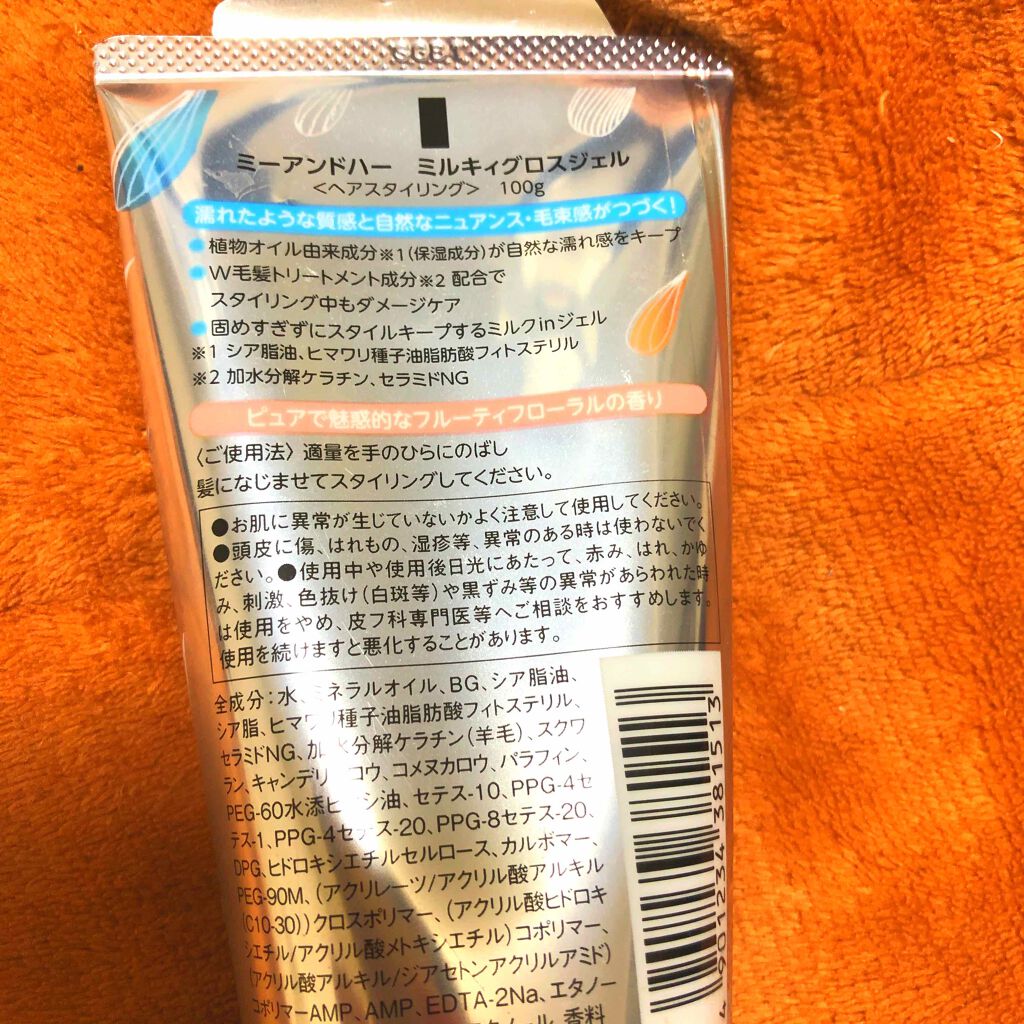 ミーアンドハー　ミルキィグロスジェル
〈ヘアスタイリング〉 100g
濡れたような質感と自然なニュアンス・毛束感がつづく!
植物オイル由来成分※1(保湿成分)が自然な濡れ感をキープ
W毛髪トリートメント成分※2 配合で
スタイリング中もダメージケア
固めすぎずにスタイルキープするミルクinジェル
※1 シア脂油、ヒマワリ種子油脂肪酸フィトステリル
※2 加水分解ケラチン、セラミドNG
ピュアで魅惑的なフルーティフローラルの香り
〈ご使用法〉適量を手のひらにのばし
髪になじませてスタイリングしてください。
●お肌に異常が生じていないかよく注意して使用してください。
●頭皮に傷、はれもの、湿疹等、異常のある時は使わないでく
ださい。●使用中や使用後日光にあたって、赤み、はれ、かゆ
み、刺激、色抜け(白斑等)や黒ずみ等の異常があらわれた時
は使用をやめ、皮フ科専門医等へご相談をおすすめします。
使用を続けますと悪化することがあります。
全成分：水、ミネラルオイル、BG、シア脂油、
シア脂、ヒマワリ種子油脂肪酸フィトステリル、
セラミドNG、加水分解ケラチン(羊毛)、スクワ
ラン、キャンデリラロウ、コメヌカロウ、パラフィン、
PEG-60水添ヒマシ油、セテス-10、PPG-4セ
テス-1、PPG-4セテス-20、PPG-8セテス-20、
DPG、ヒドロキシエチルセルロース、カルボマー、
PEG-90M、(アクリレーツ/アクリル酸アルキル
(C10-30))クロスポリマー、(アクリル酸ヒドロキ
シエチル/アクリル酸メトキシエチル)コポリマー、
(アクリル酸アルキル/ジアセトンアクリルアミド)
コポリマーAMP、AMP、EDTA-2Na、エタノー
ノール、香料
4 901234 381513